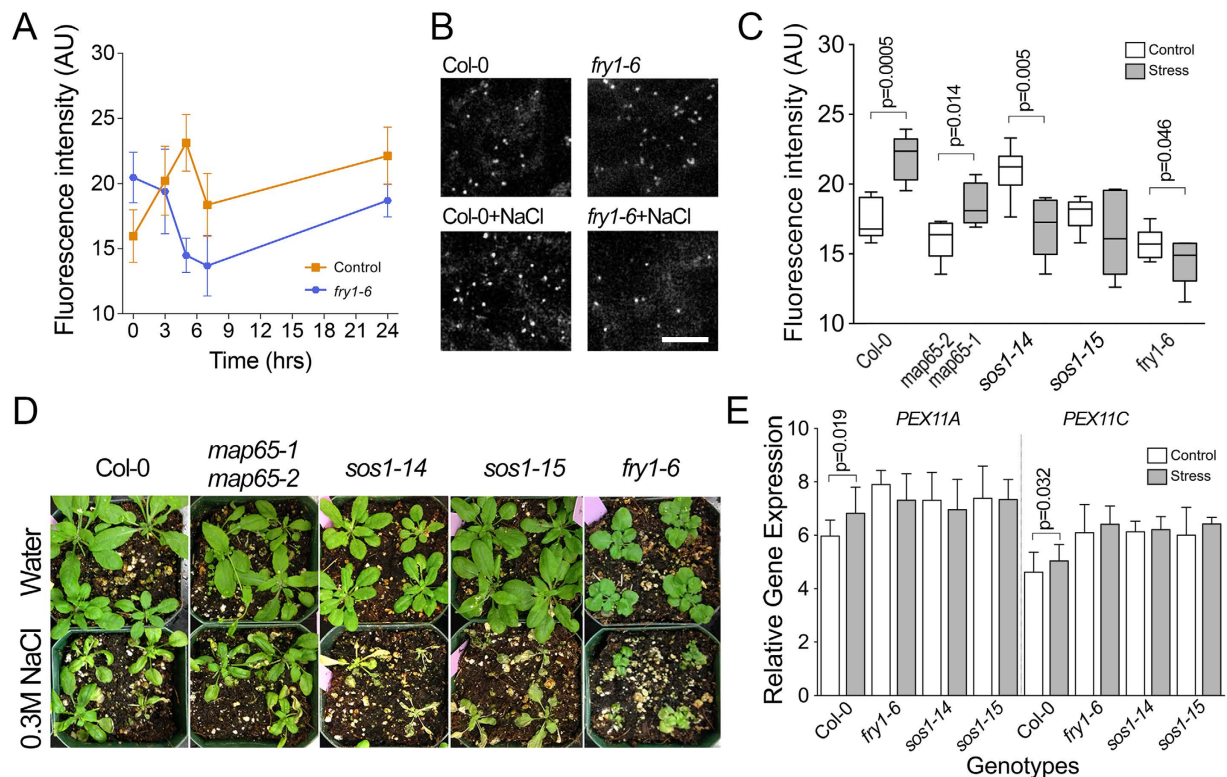 A
Fluorescence intensity (AU)
30
25
20
15
10
0 3 6 9 12 15 18 21 24
Time (hrs)
Control
fry1-6
B
Col-0
fry1-6
Col-0+NaCl
fry1-6+NaCl
C
Fluorescence intensity (AU)
30
25
20
15
10
p=0.0005
p=0.014
p=0.005
p=0.046
Control
Stress
Col-0
map65-2
map65-1
sos1-14
sos1-15
fry1-6
D
Col-0
map65-1
map65-2
sos1-14
sos1-15
fry1-6
Water
0.3M NaCl
E
PEX11A
PEX11C
Relative Gene Expression
10
8
6
4
2
0
p=0.019
p=0.032
Control
Stress
Col-0
fry1-6
sos1-14
sos1-15
Col-0
fry1-6
sos1-14
sos1-15
Genotypes